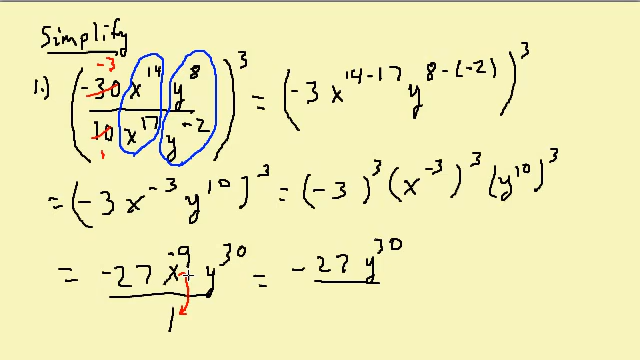 Simplify
1.) (-30 x^14 y^8 / 10 x^17 y^-2)^3 = (-3 x^14-17 y^8-(-2))^3
-3
1
= (-3 x^-3 y^10)^3 = (-3)^3 (x^-3)^3 (y^10)^3
= -27 x^-9 y^30 / 1 = -27 y^30